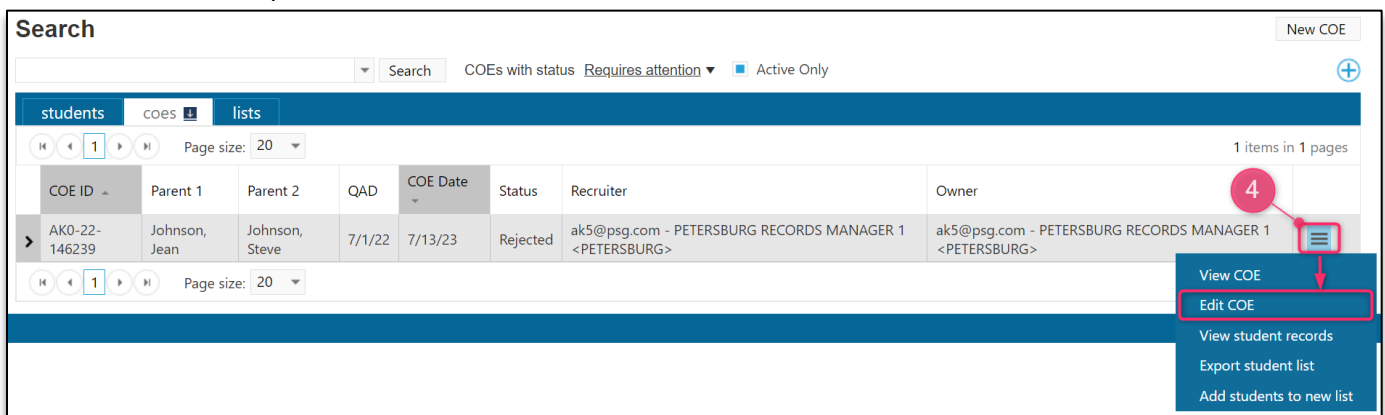 Search
New COE
Search COEs with status Requires attention Active Only
students coes lists
1 Page size: 20 1 items in 1 pages
COE ID Parent 1 Parent 2 QAD COE Date Status Recruiter Owner
4
AK0-22-146239 Johnson, Jean Johnson, Steve 7/1/22 7/13/23 Rejected ak5@psg.com - PETERSBURG RECORDS MANAGER 1 <PETERSBURG> ak5@psg.com - PETERSBURG RECORDS MANAGER 1 <PETERSBURG>
1 Page size: 20
View COE
Edit COE
View student records
Export student list
Add students to new list